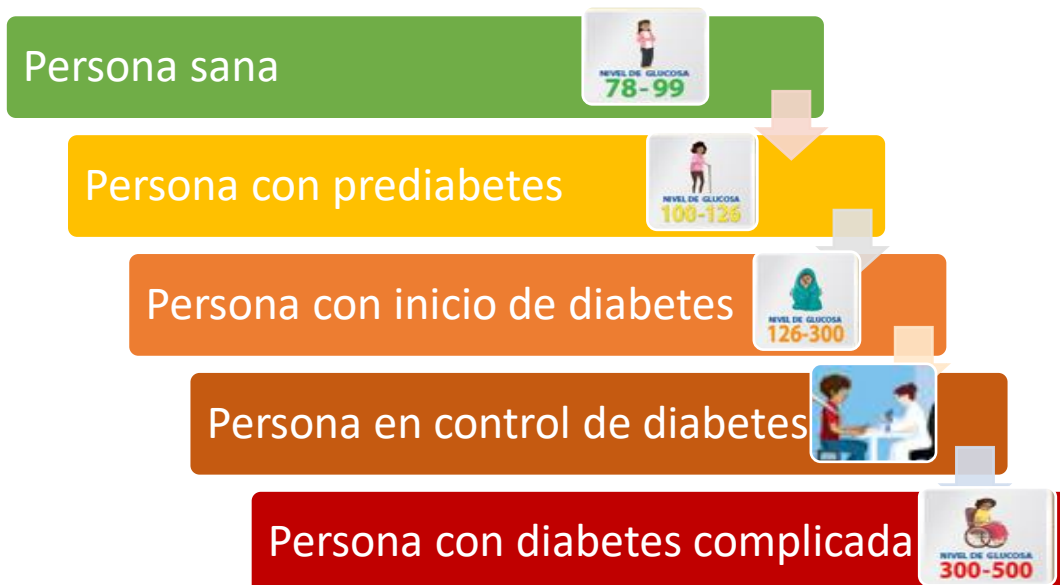 Persona sana
NIVEL DE GLUCOSA
78-99
Persona con prediabetes
NIVEL DE GLUCOSA
100-126
Persona con inicio de diabetes
NIVEL DE GLUCOSA
126-300
Persona en control de diabetes
Persona con diabetes complicada
NIVEL DE GLUCOSA
300-500